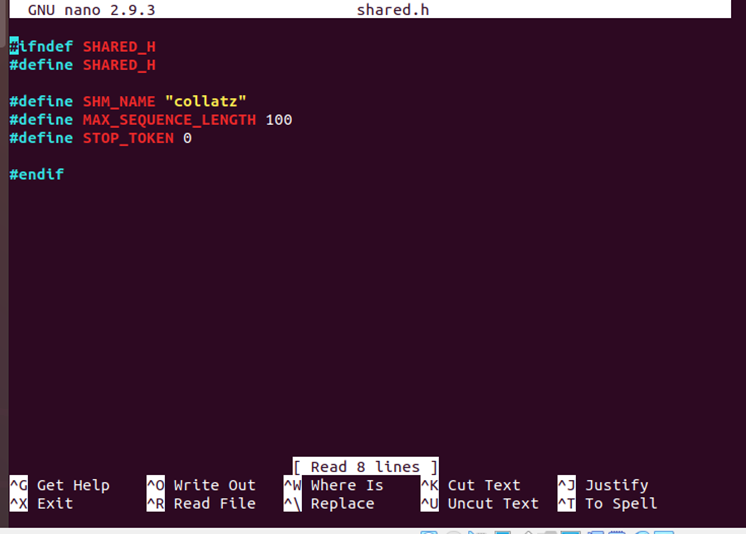 GNU nano 2.9.3 shared.h
#ifndef SHARED_H
#define SHARED_H
#define SHM_NAME "collatz"
#define MAX_SEQUENCE_LENGTH 100
#define STOP_TOKEN 0
#endif
[ Read 8 lines ]
^G Get Help ^O Write Out ^W Where Is ^K Cut Text ^J Justify
^X Exit ^R Read File ^\ Replace ^U Uncut Text ^T To Spell